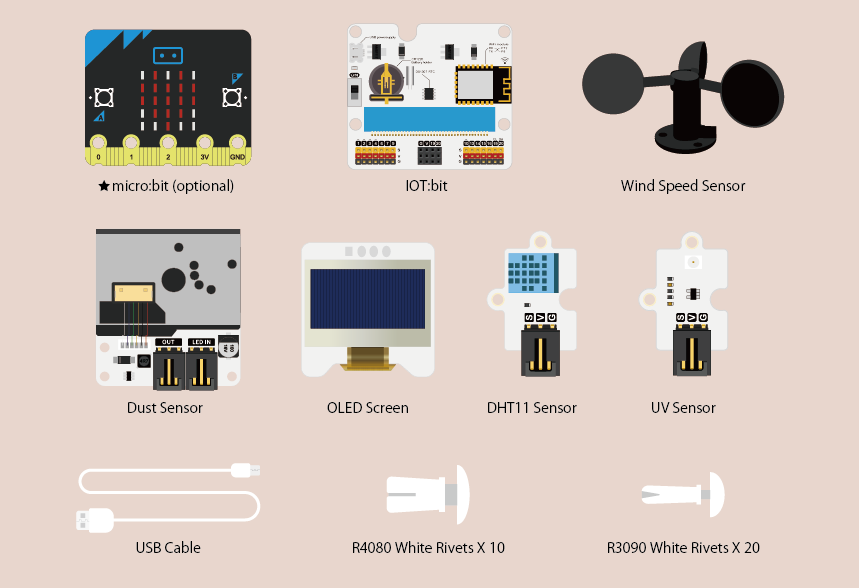 B
A
0 1 2 3V GND
★micro:bit (optional)
IOT:bit
Wind Speed Sensor
OUT LED IN
Dust Sensor
OLED Screen
S V G
DHT11 Sensor
S V G
UV Sensor
USB Cable
R4080 White Rivets X 10
R3090 White Rivets X 20